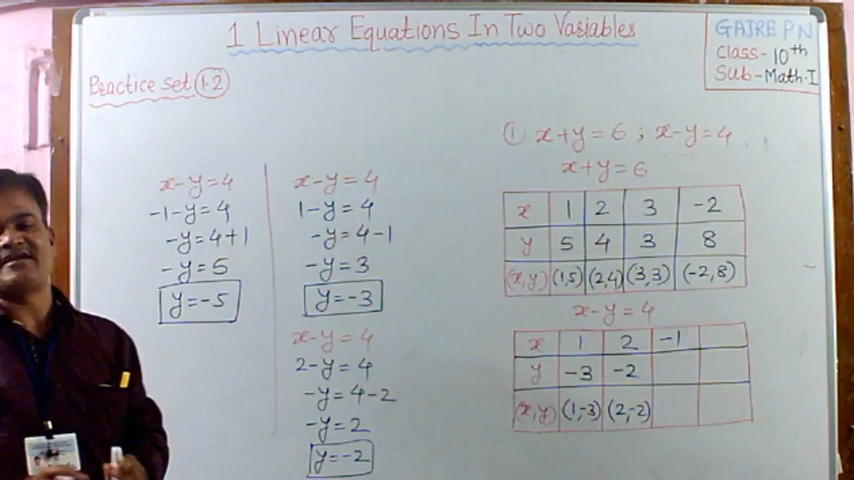 1 Linear Equations In Two Variables
GAJRE P N
Class- 10th
Sub-Math-I
Practice set 1.2
x-y=4
-1-y=4
-y=4+1
-y=5
y=-5
x-y=4
1-y=4
-y=4-1
-y=3
y=-3
x-y=4
2-y=4
-y=4-2
-y=2
y=-2
① x+y=6 ; x-y=4
x+y=6
x 1 2 3 -2
y 5 4 3 8
(x,y) (1,5) (2,4) (3,3) (-2,8)
x-y=4
x 1 2 -1
y -3 -2
(x,y) (1,-3) (2,-2)